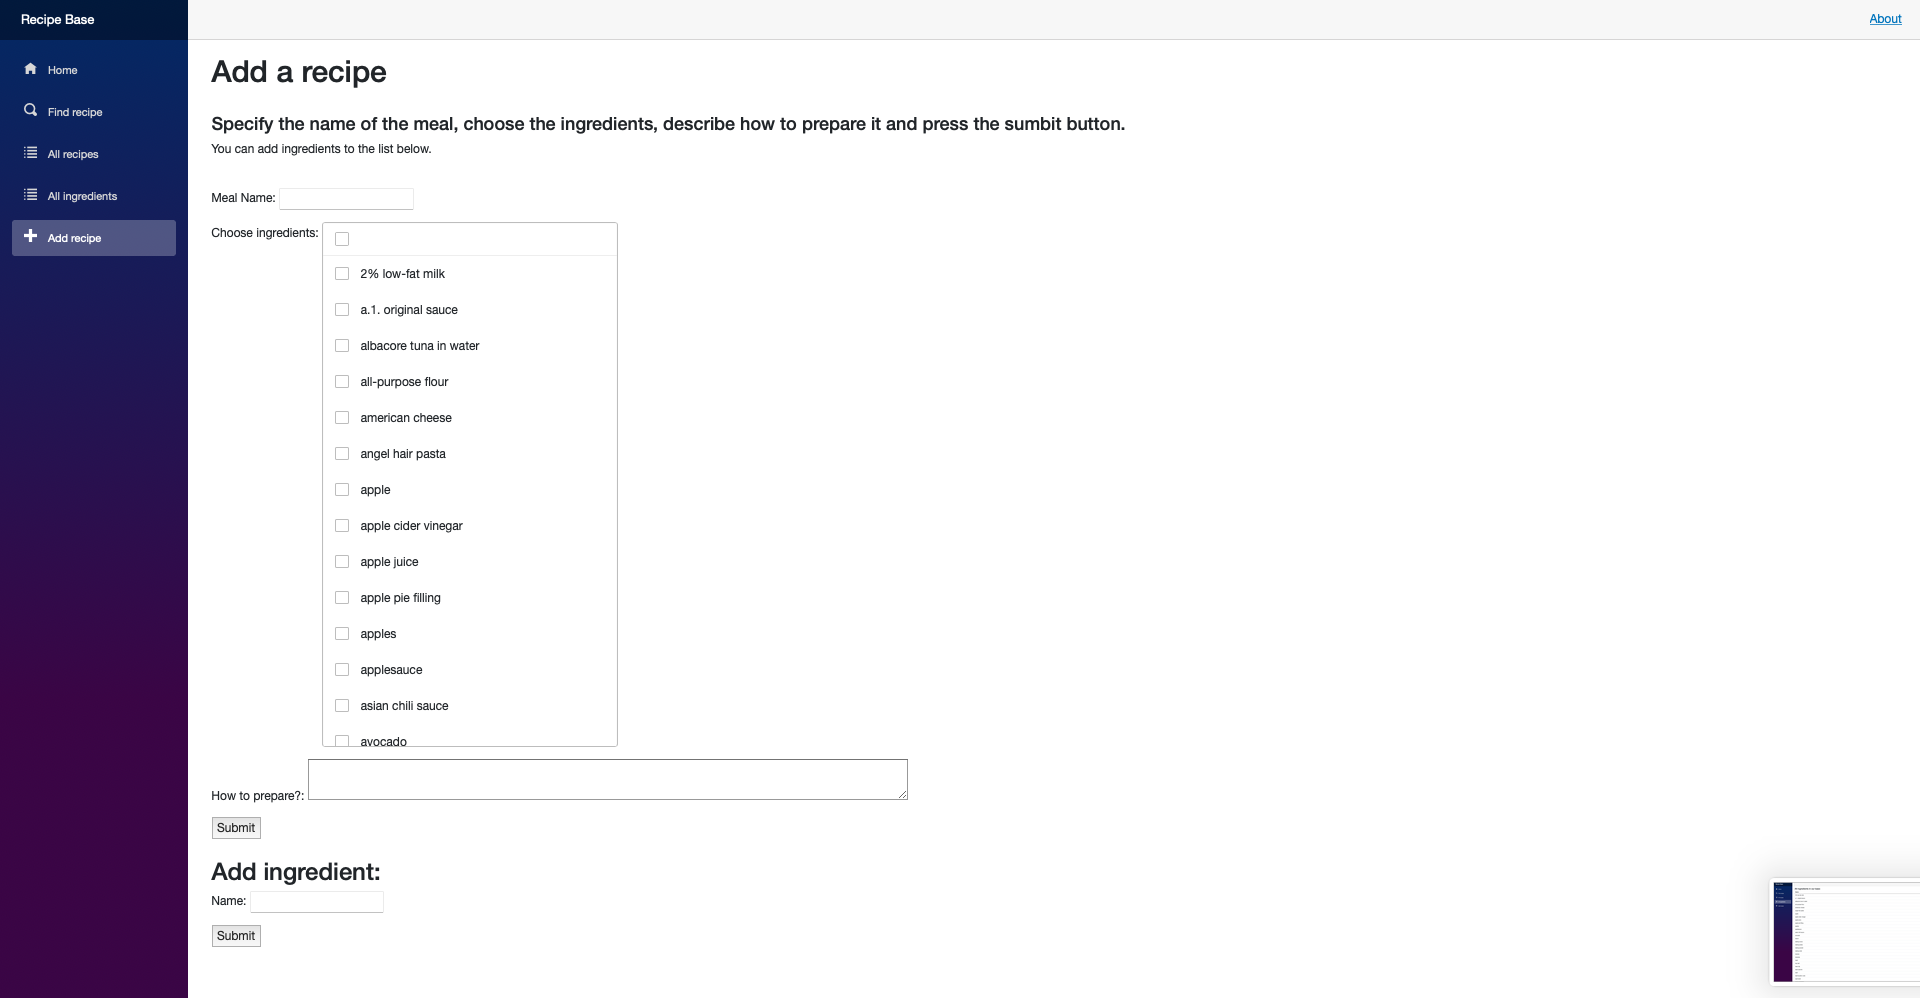 Recipe Base
About
Home
Find recipe
All recipes
All ingredients
Add recipe
Add a recipe
Specify the name of the meal, choose the ingredients, describe how to prepare it and press the sumbit button.
You can add ingredients to the list below.
Meal Name:
Choose ingredients:
2% low-fat milk
a.1. original sauce
albacore tuna in water
all-purpose flour
american cheese
angel hair pasta
apple
apple cider vinegar
apple juice
apple pie filling
apples
applesauce
asian chili sauce
avocado
How to prepare?:
Submit
Add ingredient:
Name:
Submit